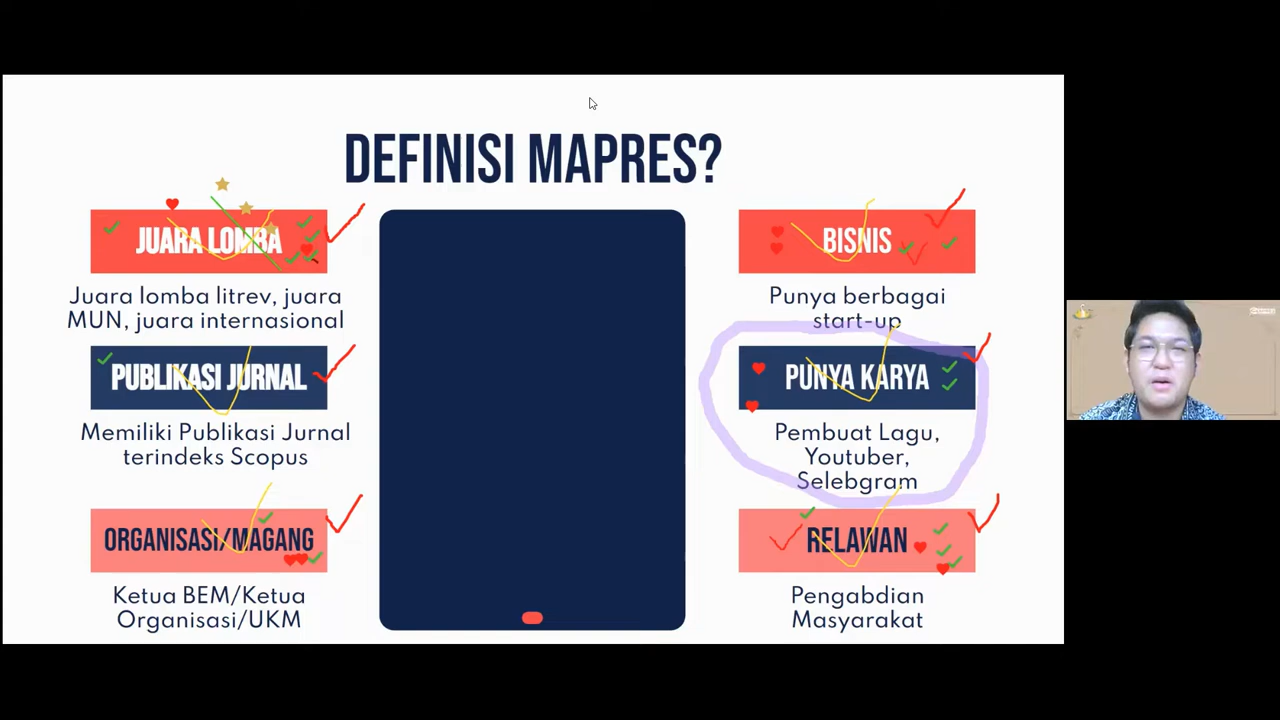 DEFINISI MAPRES?
JUARA LOMBA
Juara lomba litrev, juara
MUN, juara internasional
PUBLIKASI JURNAL
Memiliki Publikasi Jurnal
terindeks Scopus
ORGANISASI/MAGANG
Ketua BEM/Ketua
Organisasi/UKM
BISNIS
Punya berbagai
start-up
PUNYA KARYA
Pembuat Lagu,
Youtuber,
Selebgram
RELAWAN
Pengabdian
Masyarakat